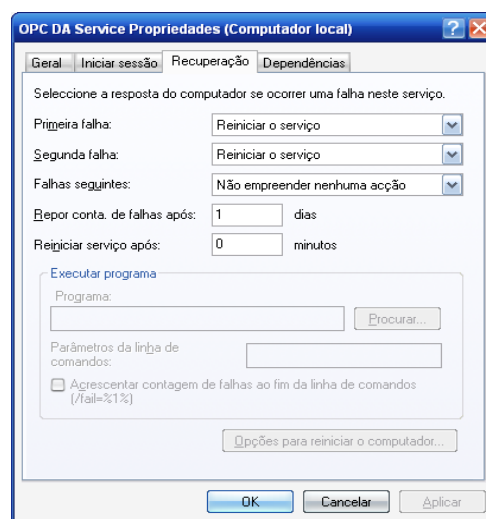 OPC DA Service Propriedades (Computador local)
Geral Iniciar sessão Recuperação Dependências
Seleccione a resposta do computador se ocorrer uma falha neste serviço.
Primeira falha: Reiniciar o serviço
Segunda falha: Reiniciar o serviço
Falhas seguintes: Não empreender nenhuma acção
Repor conta. de falhas após: 1 dias
Reiniciar serviço após: 0 minutos
Executar programa
Programa:
Procurar...
Parâmetros da linha de
comandos:
Acrescentar contagem de falhas ao fim da linha de comandos
(/fail=%1%)
Opções para reiniciar o computador...
OK Cancelar Aplicar